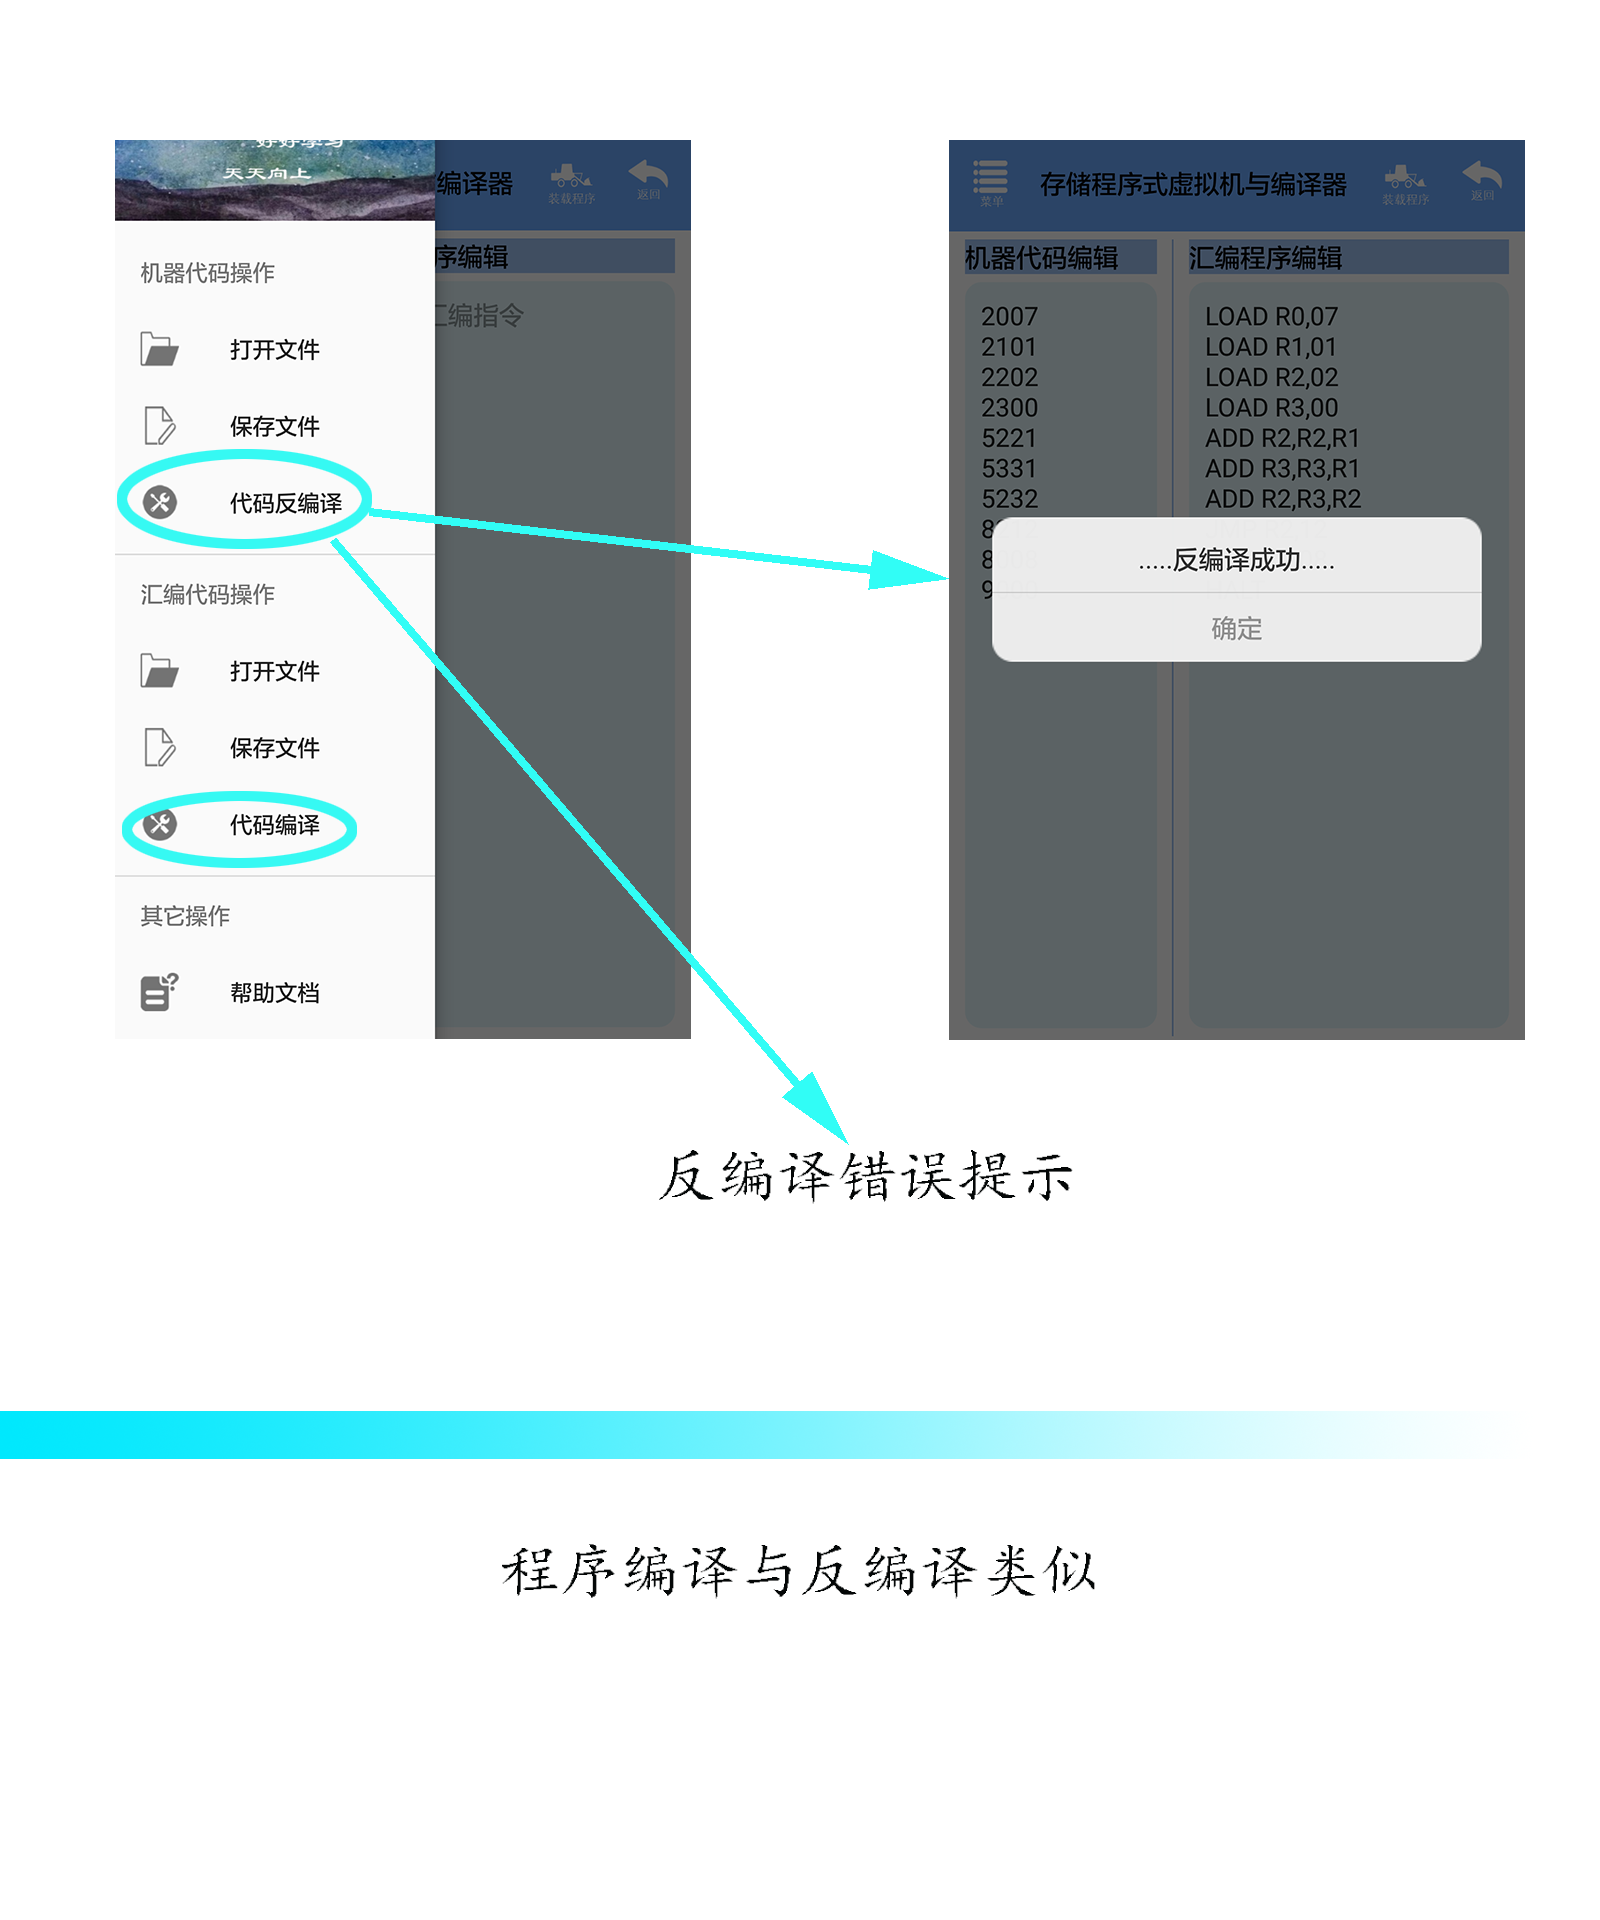 好好学习
天天向上
编译器
装载程序
返回
序编辑
汇编指令
机器代码操作
打开文件
保存文件
代码反编译
汇编代码操作
打开文件
保存文件
代码编译
其它操作
帮助文档
菜单
存储程序式虚拟机与编译器
装载程序
返回
机器代码编辑
汇编程序编辑
2007
2101
2202
2300
5221
5331
5232
LOAD R0,07
LOAD R1,01
LOAD R2,02
LOAD R3,00
ADD R2,R2,R1
ADD R3,R3,R1
ADD R2,R3,R2
.....反编译成功.....
确定
反编译错误提示
程序编译与反编译类似